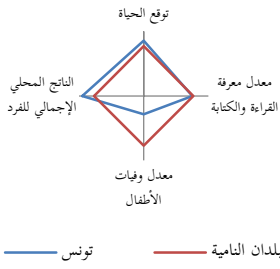 توقع الحياة
معدل معرفة
القراءة والكتابة
الناتج المحلي
الإجمالي للفرد
معدل وفيات
الأطفال
تونس
لبلدان النامية